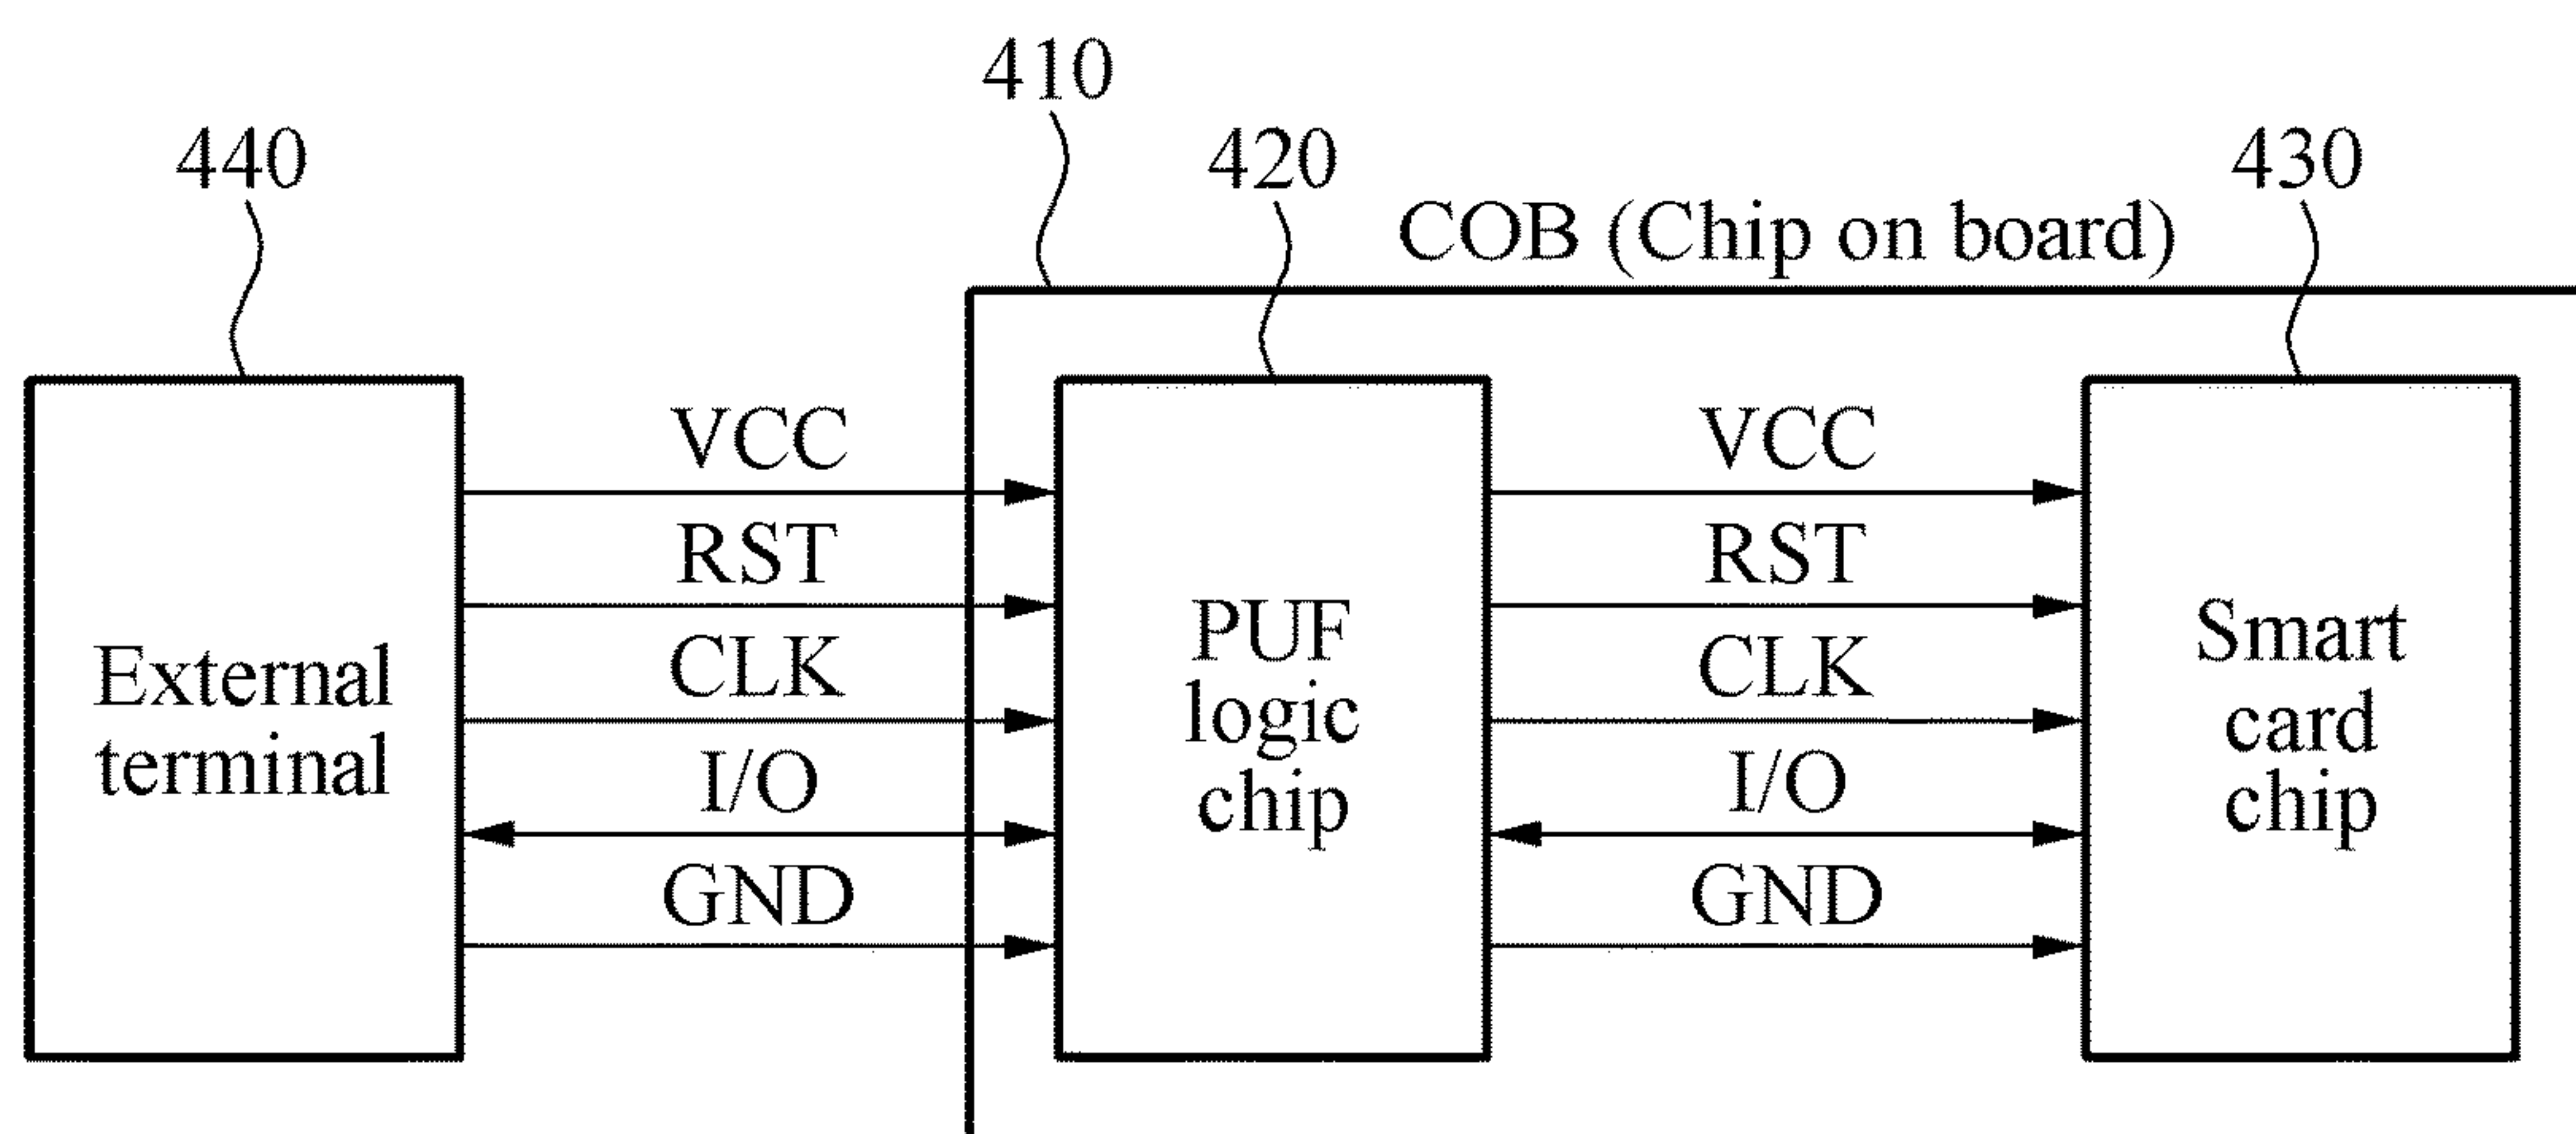 410
440
420
430
COB (Chip on board)
VCC
VCC
RST
RST
CLK
CLK
I/O
I/O
GND
GND
External
terminal
PUF
logic
chip
Smart
card
chip